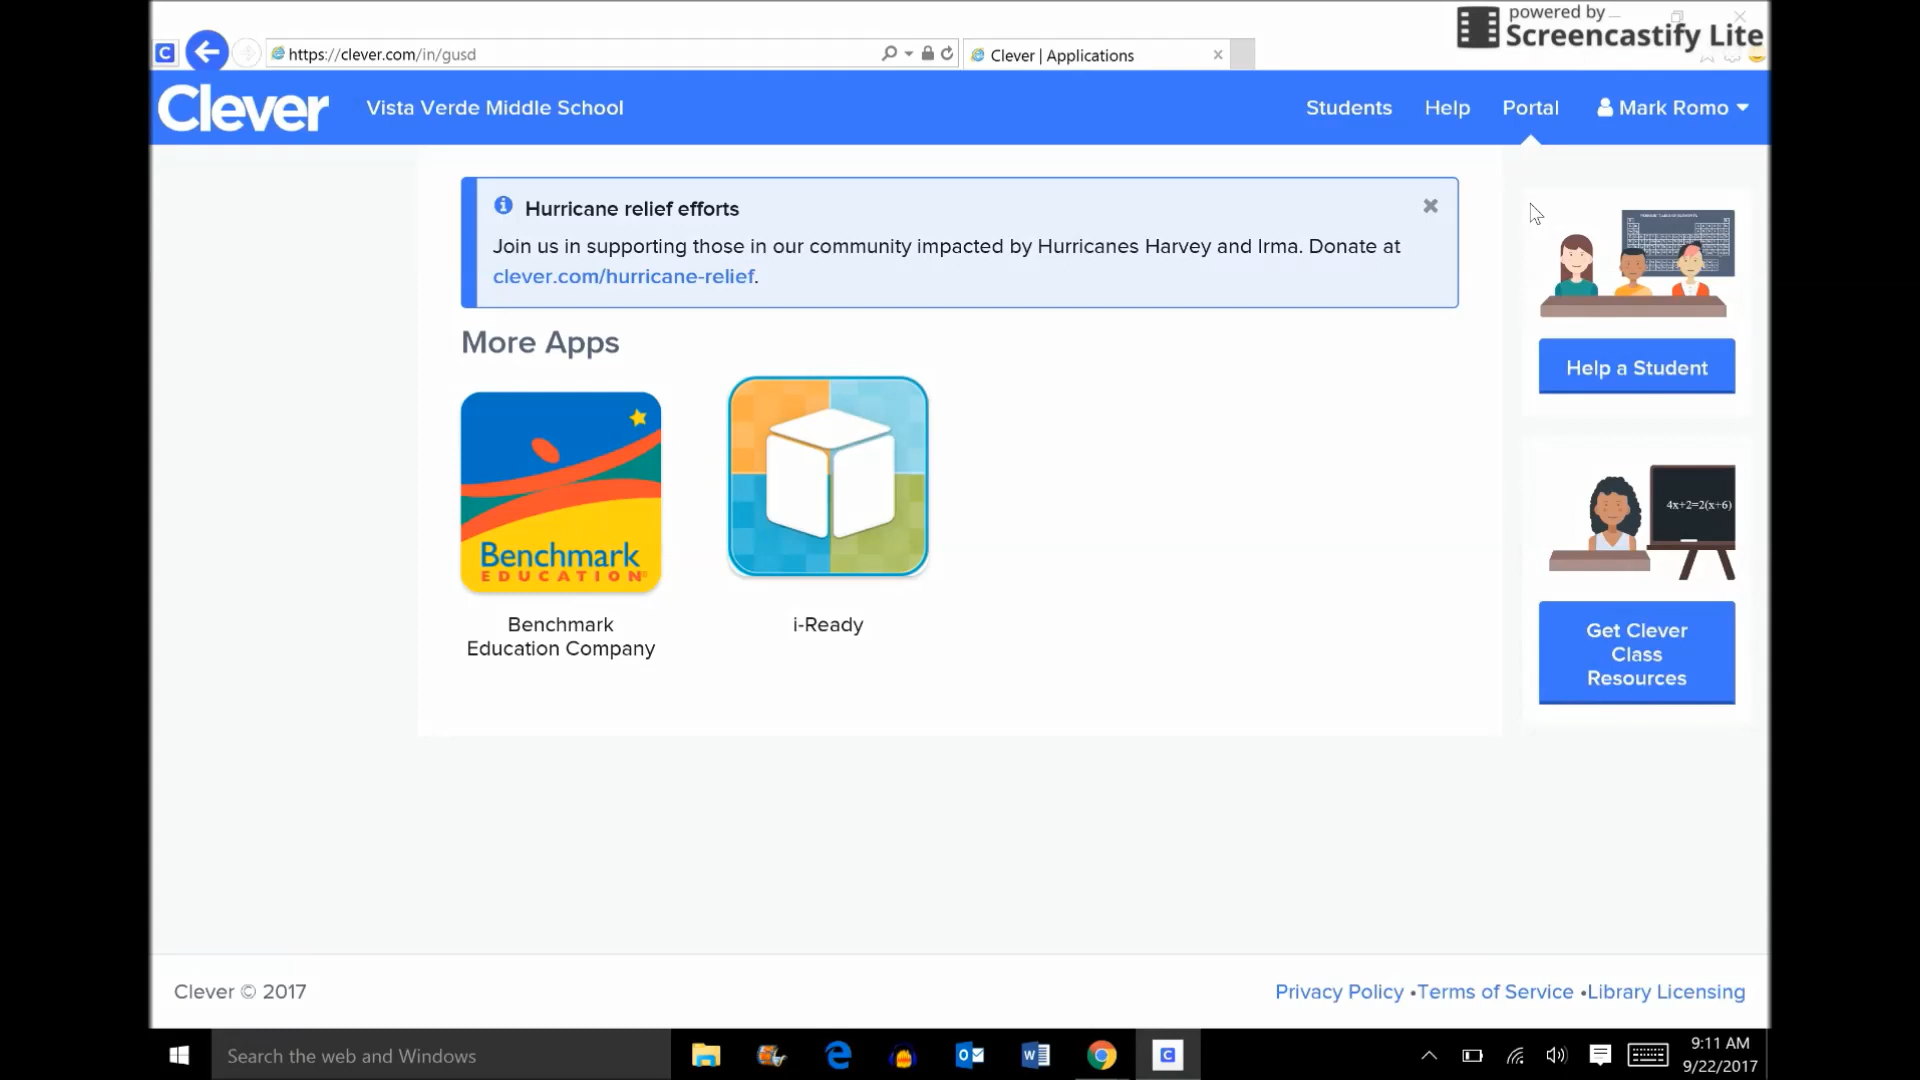 powered by
Screencastify Lite
https://clever.com/in/gusd
Clever | Applications
Clever
Vista Verde Middle School
Students
Help
Portal
Mark Romo
Hurricane relief efforts
Join us in supporting those in our community impacted by Hurricanes Harvey and Irma. Donate at
clever.com/hurricane-relief.
More Apps
Benchmark
EDUCATION
Benchmark
Education Company
i-Ready
Help a Student
4x+2=2(x+6)
Get Clever
Class
Resources
Clever © 2017
Privacy Policy •Terms of Service •Library Licensing
Search the web and Windows
9:11 AM
9/22/2017